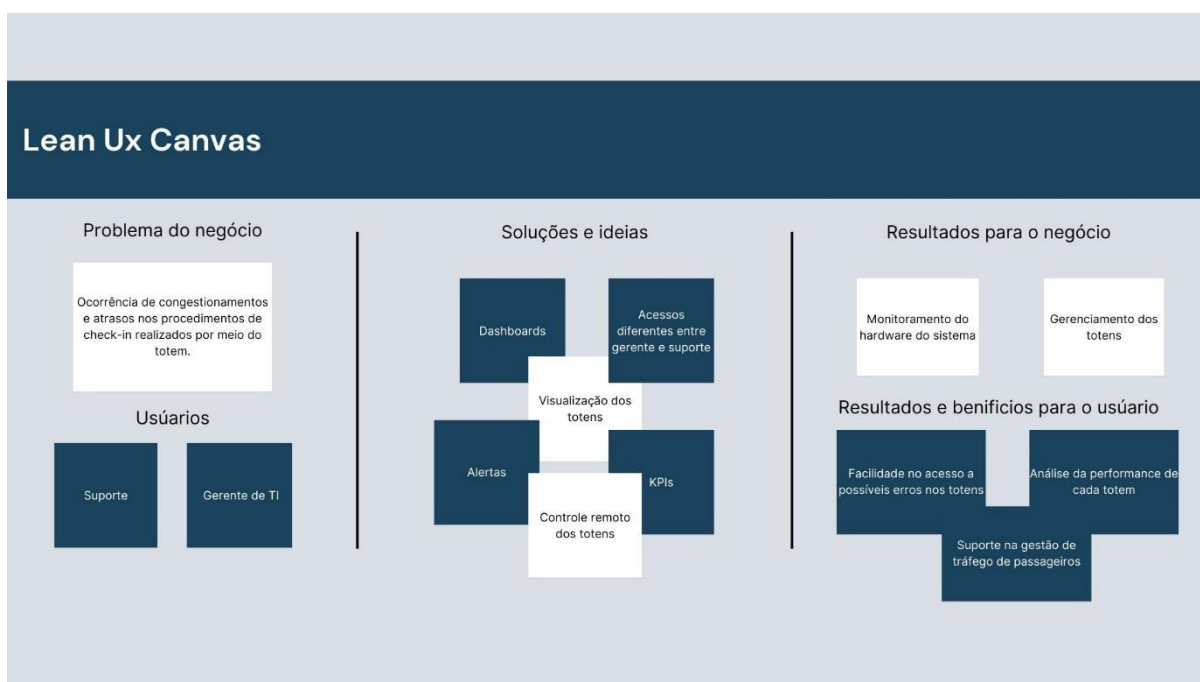 Lean Ux Canvas
Problema do negócio
Ocorrência de congestionamentos
e atrasos nos procedimentos de
check-in realizados por meio do
totem.
Usúarios
Suporte
Gerente de TI
Soluções e ideias
Dashboards
Acessos
diferentes entre
gerente e suporte
Visualização dos
totens
Alertas
KPIs
Controle remoto
dos totens
Resultados para o negócio
Monitoramento do
hardware do sistema
Gerenciamento dos
totens
Resultados e benificios para o usúario
Facilidade no acesso a
possíveis erros nos totens
Análise da performance de
cada totem
Suporte na gestão de
tráfego de passageiros